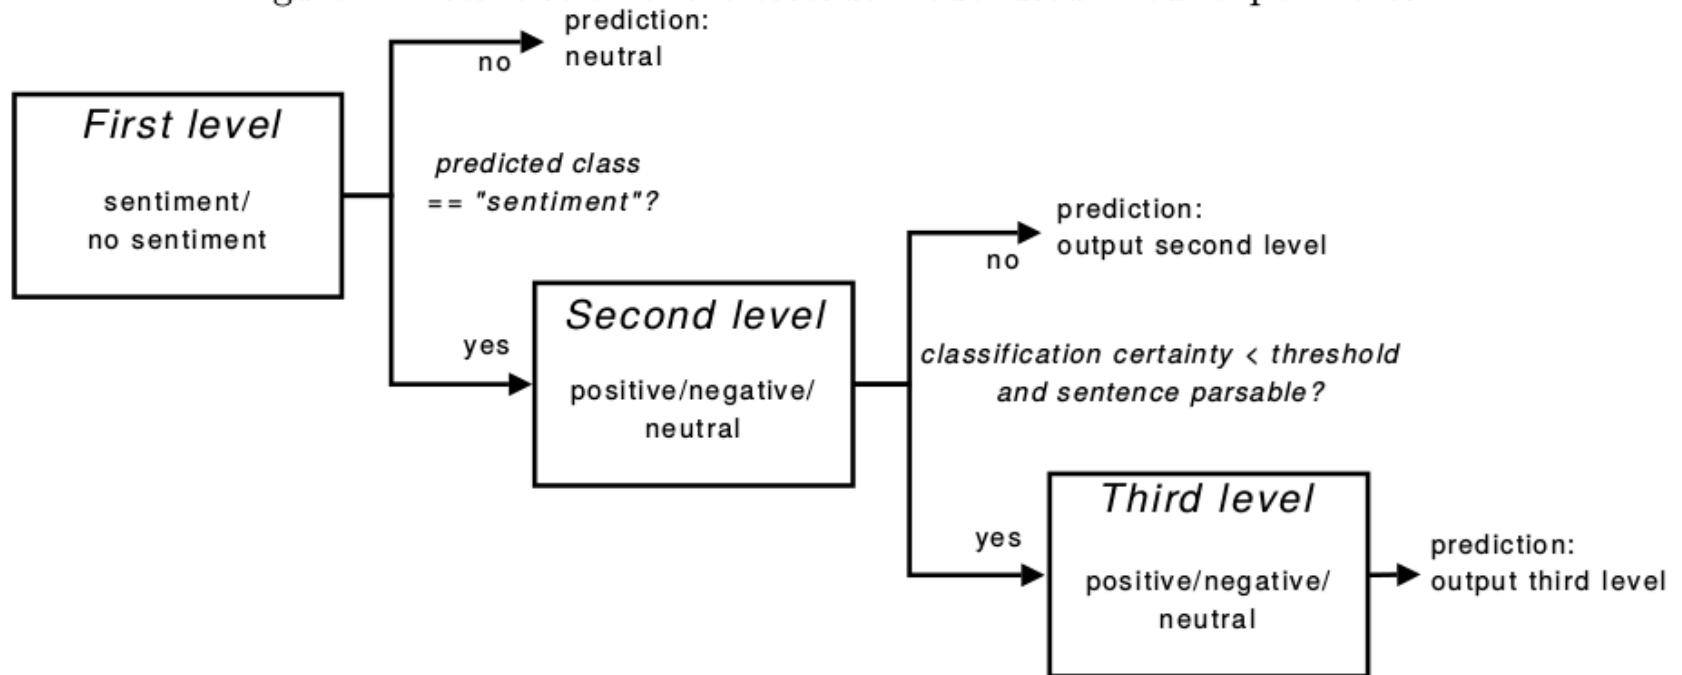 prediction:
neutral
no
First level
sentiment/
no sentiment
predicted class
== "sentiment"?
prediction:
output second level
no
yes
Second level
positive/negative/
neutral
classification certainty < threshold
and sentence parsable?
yes
Third level
positive/negative/
neutral
prediction:
output third level